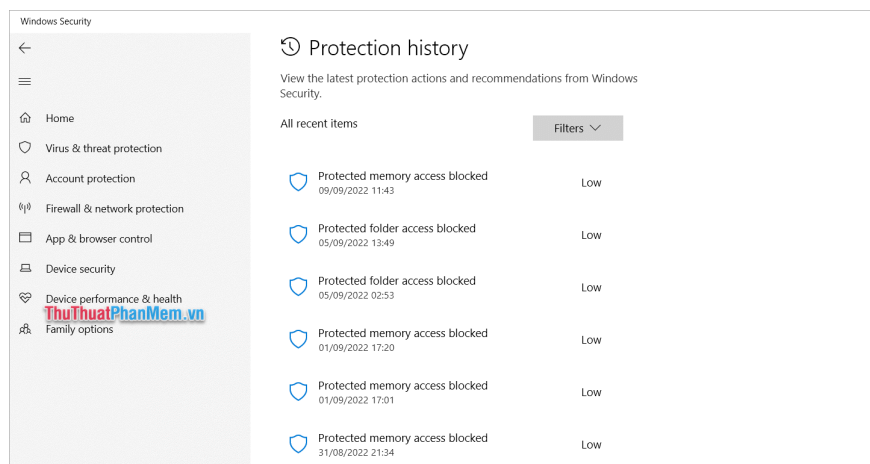 Windows Security
Home
Virus & threat protection
Account protection
Firewall & network protection
App & browser control
Device security
Device performance & health
ThuThuatPhanMem.vn
Family options
Protection history
View the latest protection actions and recommendations from Windows
Security.
All recent items
Filters
Protected memory access blocked
09/09/2022 11:43
Low
Protected folder access blocked
05/09/2022 13:49
Low
Protected folder access blocked
05/09/2022 02:53
Low
Protected memory access blocked
01/09/2022 17:20
Low
Protected memory access blocked
01/09/2022 17:01
Low
Protected memory access blocked
31/08/2022 21:34
Low